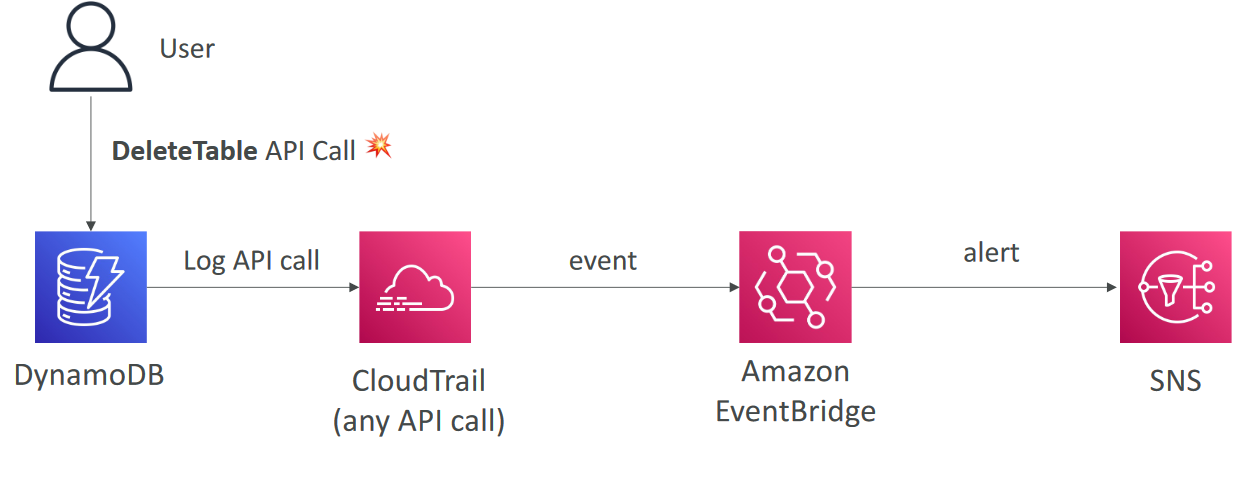 User
DeleteTable API Call
Log API call
event
alert
DynamoDB
CloudTrail
(any API call)
Amazon
EventBridge
SNS